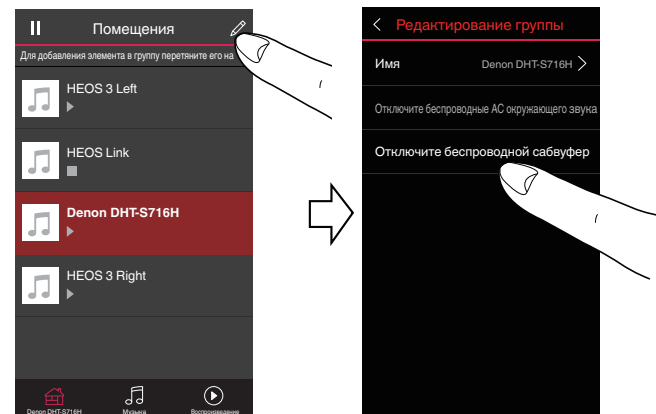 Помещения
Для добавления элемента в группу перетяните его на
HEOS 3 Left
HEOS Link
Denon DHT-S716H
HEOS 3 Right
Denon DHT-S716H
Музыка
Воспроизведение
Редактирование группы
Имя
Denon DHT-S716H
Отключите беспроводные АС окружающего звука
Отключите беспроводной сабвуфер